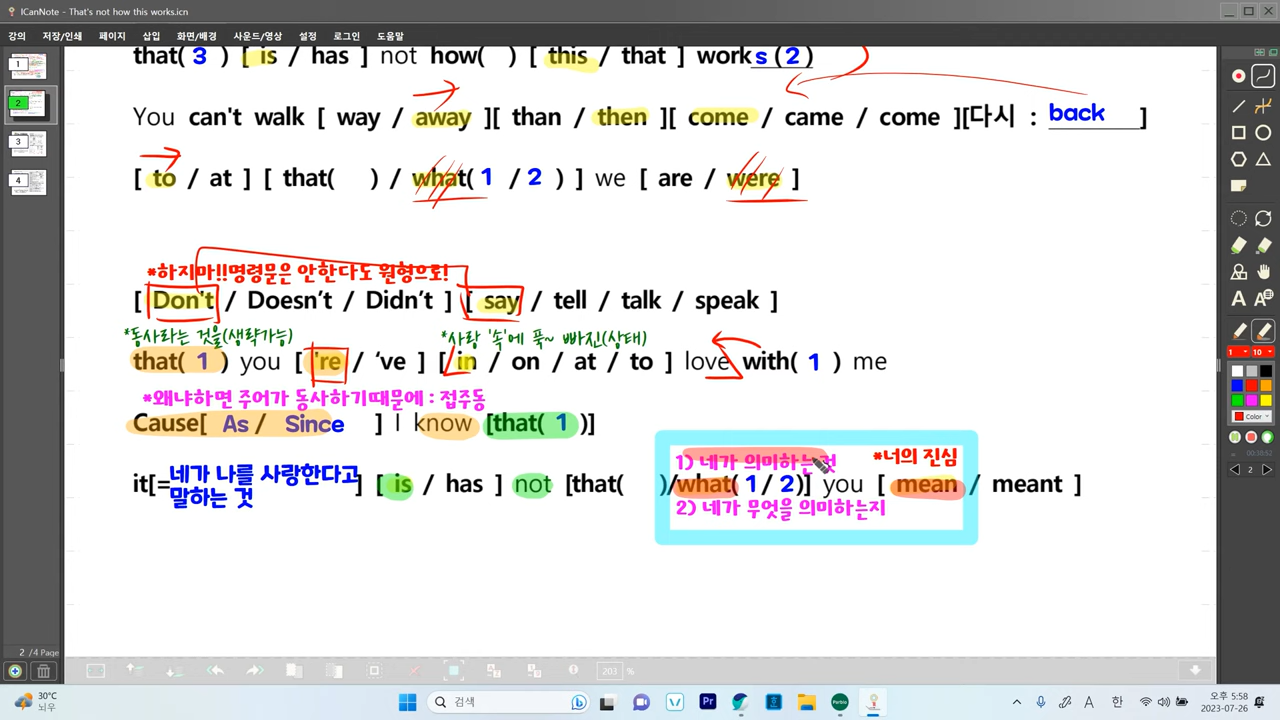 ICanNote - That's not how this works.icn
강의 저장/인쇄 페이지 삽입 화면/배경 사운드/영상 설정 로그인 도움말
that( 3 ) [ is / has ] not how( ) [ this / that ] works (2)
You can't walk [ way / away ][ than / then ][ come / came / come ][다시 : back ]
[ to / at ] [ that( ) / what( 1 / 2 ) ] we [ are / were ]
*하지마!!명령문은 안한다도 원형으로!
[ Don't / Doesn't / Didn't ] [ say / tell / talk / speak ]
*동사라는 것을(생략가능) *사랑 '속'에 푹~ 빠진(상태)
that( 1 ) you [ 're / 've ] [ in / on / at / to ] love with( 1 ) me
*왜냐하면 주어가 동사하기때문에 : 접주동
Cause[ As / Since ] I know [that( 1 )]
1) 네가 의미하는 것 *너의 진심
it[=네가 나를 사랑한다고 말하는 것 ] [ is / has ] not [that( )/what( 1 / 2 )] you [ mean / meant ]
2) 네가 무엇을 의미하는지
1
2
3
4
2 /4 Page
203 %
1 10
Color
2
30°C
뇌우
검색
Pr
A 한
오후 5:58
2023-07-26